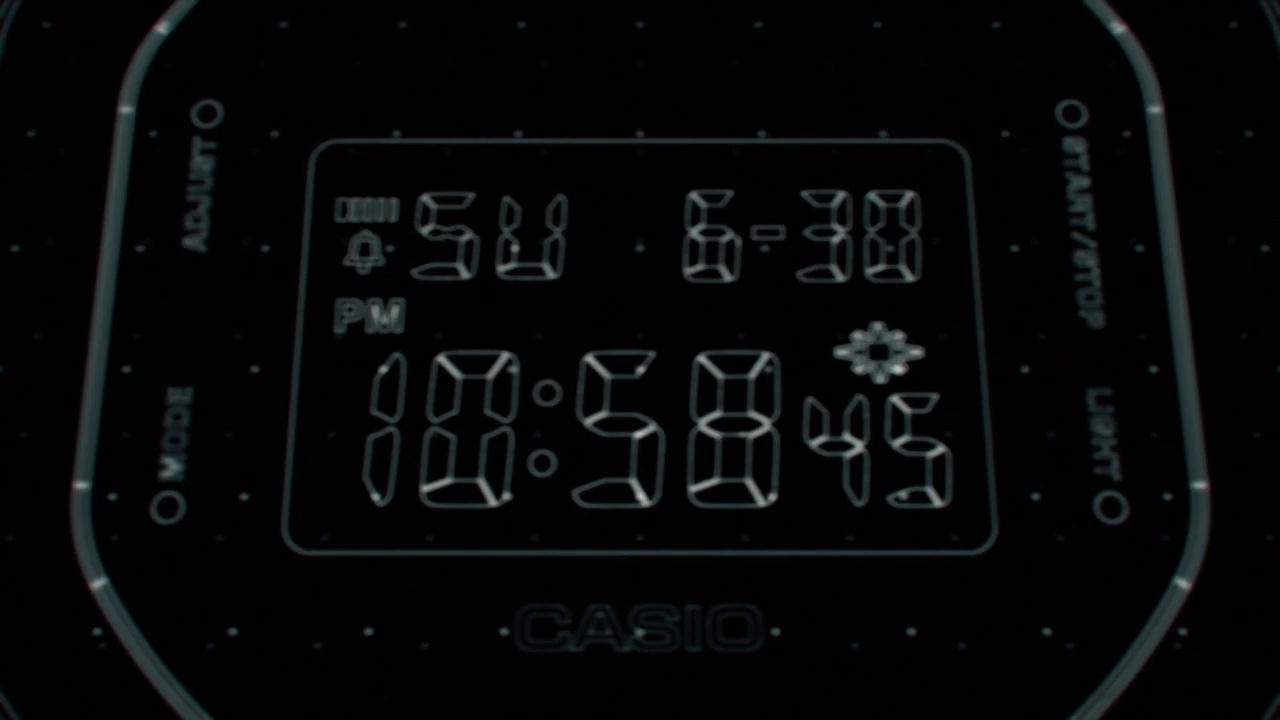 ADJUST
START/STOP
SU 6-30
PM
10:58 45
MODE
LIGHT
CASIO